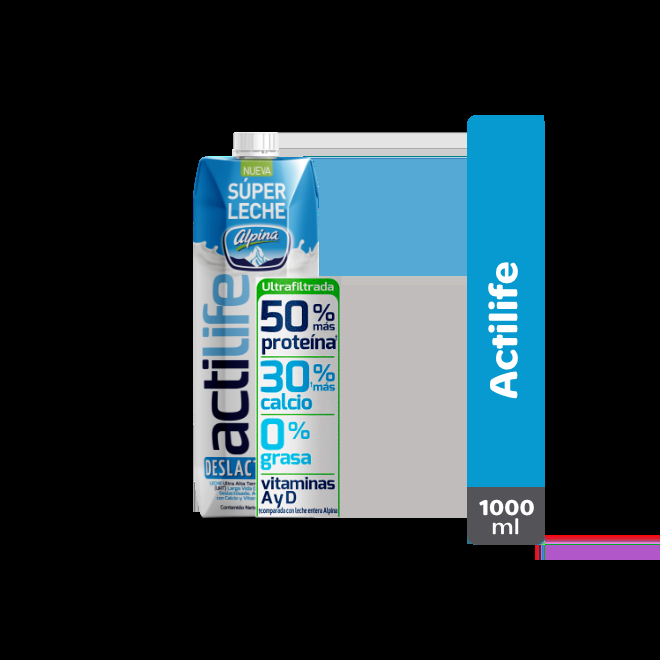 NUEVA
SÚPER
LECHE
Alpina
actilife
Ultrafiltrada
50% más
proteína†
30% †más
calcio
0%
grasa
vitaminas
A y D
†comparada con leche entera Alpina
Actilife
1000
ml